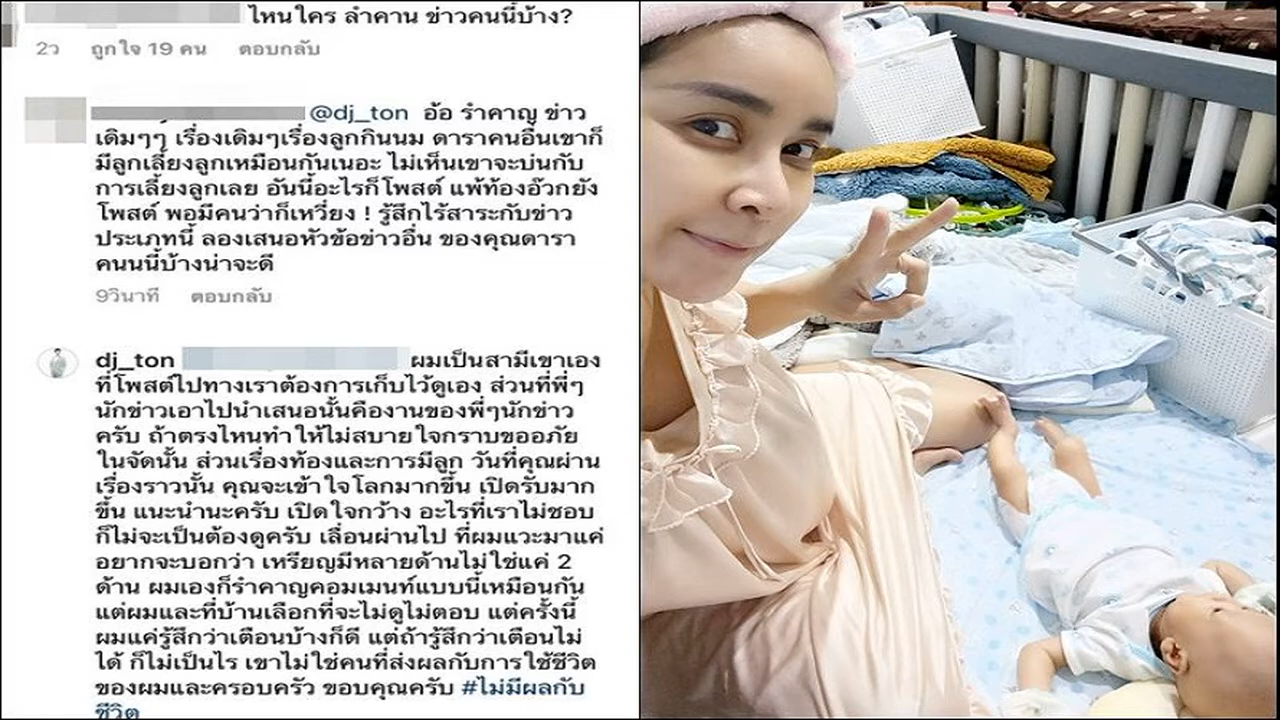 ไหนใคร ลำคาน ข่าวคนนี้บ้าง?
2ว ถูกใจ 19 คน ตอบกลับ
@dj_ton อ้อ รำคาญ ข่าว
เดิมๆๆ เรื่องเดิมๆเรื่องลูกกินนม ดาราคนอื่นเขาก็
มีลูกเลี้ยงลูกเหมือนกันเนอะ ไม่เห็นเขาจะบ่นกับ
การเลี้ยงลูกเลย อันนี้อะไรก็โพสต์ แพ้ท้องอ๊วกยัง
โพสต์ พอมีคนว่าก็เหวี่ยง ! รู้สึกไร้สาระกับข่าว
ประเภทนี้ ลองเสนอหัวข้อข่าวอื่น ของคุณดารา
คนนนี้บ้างน่าจะดี
9วินาที ตอบกลับ
dj_ton ผมเป็นสามีเขาเอง
ที่โพสต์ไปทางเราต้องการเก็บไว้ดูเอง ส่วนที่พี่ๆ
นักข่าวเอาไปนำเสนอนั้นคืองานของพี่ๆนักข่าว
ครับ ถ้าตรงไหนทำให้ไม่สบายใจกราบขออภัย
ในจัดนั้น ส่วนเรื่องท้องและการมีลูก วันที่คุณผ่าน
เรื่องราวนั้น คุณจะเข้าใจโลกมากขึ้น เปิดรับมาก
ขึ้น แนะนำนะครับ เปิดใจกว้าง อะไรที่เราไม่ชอบ
ก็ไม่จะเป็นต้องดูครับ เลื่อนผ่านไป ที่ผมแวะมาแค่
อยากจะบอกว่า เหรียญมีหลายด้านไม่ใช่แค่ 2
ด้าน ผมเองก็รำคาญคอมเมนท์แบบนี้เหมือนกัน
แต่ผมและที่บ้านเลือกที่จะไม่ดูไม่ตอบ แต่ครั้งนี้
ผมแค่รู้สึกว่าเตือนบ้างก็ดี แต่ถ้ารู้สึกว่าเตือนไม่
ได้ ก็ไม่เป็นไร เขาไม่ใช่คนที่ส่งผลกับการใช้ชีวิต
ของผมและครอบครัว ขอบคุณครับ #ไม่มีผลกับ
ชีวิต